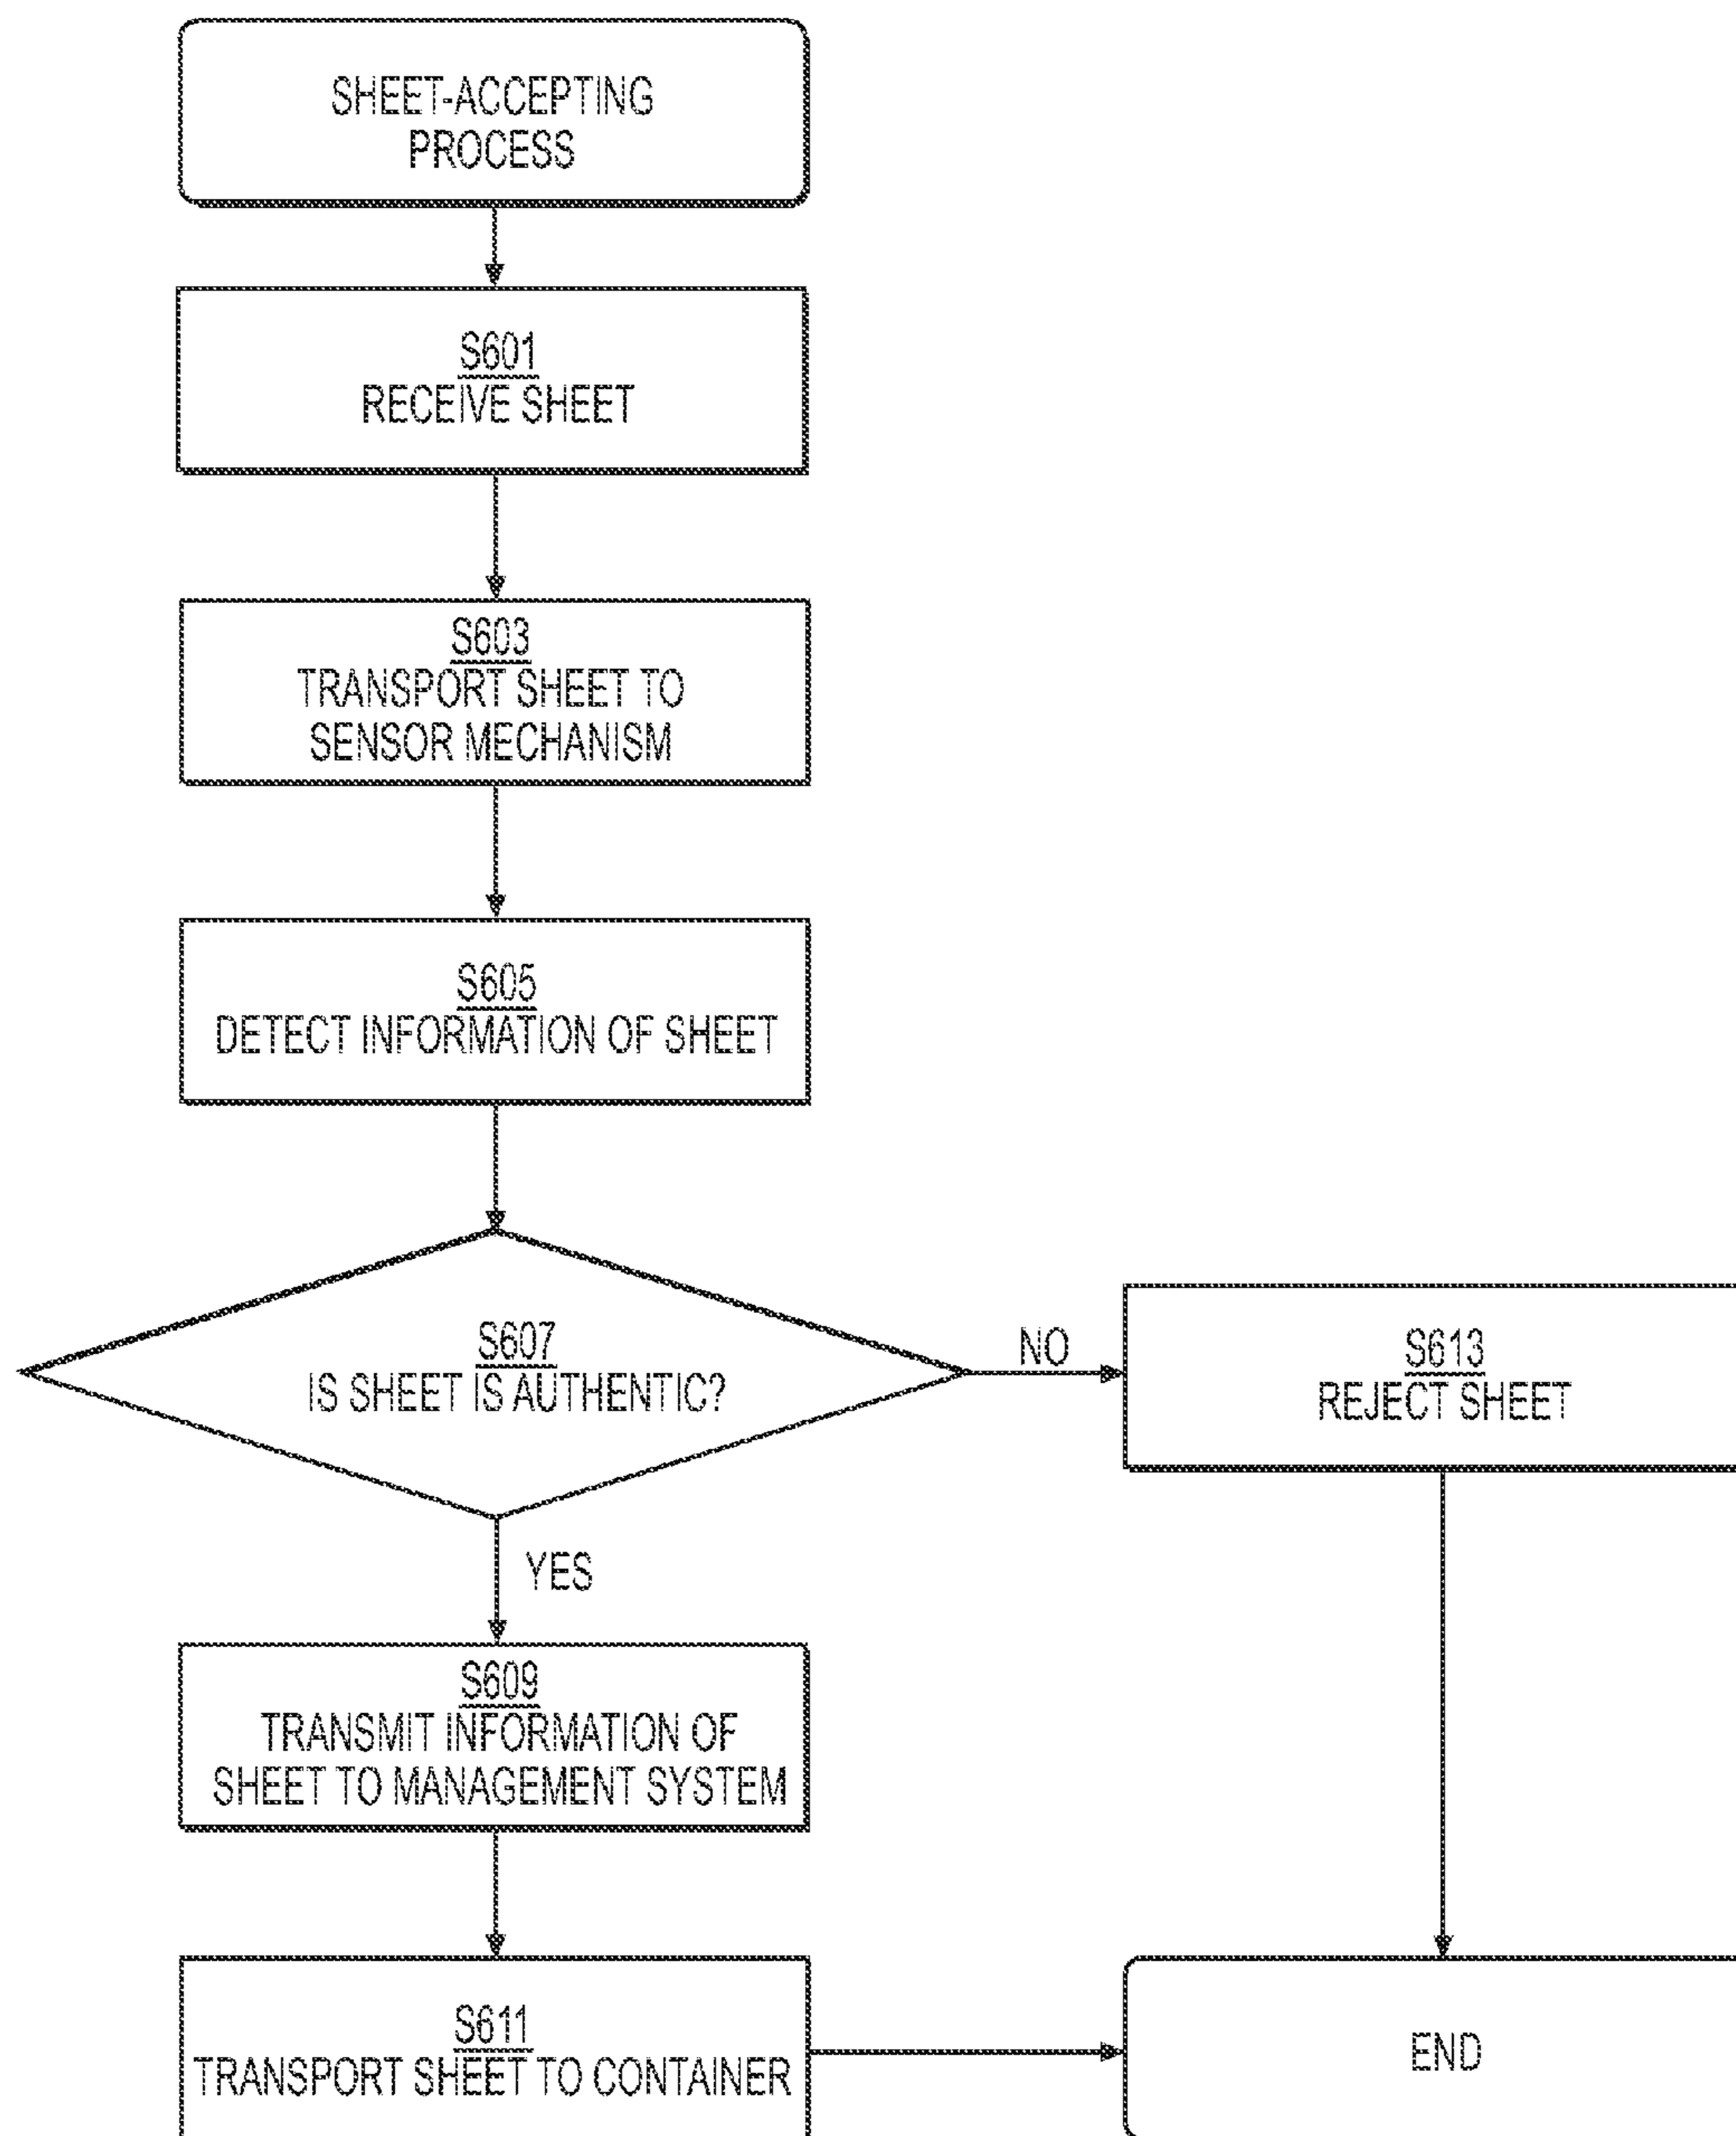 SHEET-ACCEPTING
PROCESS
S601
RECEIVE SHEET
S603
TRANSPORT SHEET TO
SENSOR MECHANISM
S605
DETECT INFORMATION OF SHEET
S607
IS SHEET IS AUTHENTIC?
NO
S613
REJECT SHEET
YES
S609
TRANSMIT INFORMATION OF
SHEET TO MANAGEMENT SYSTEM
S611
TRANSPORT SHEET TO CONTAINER
END